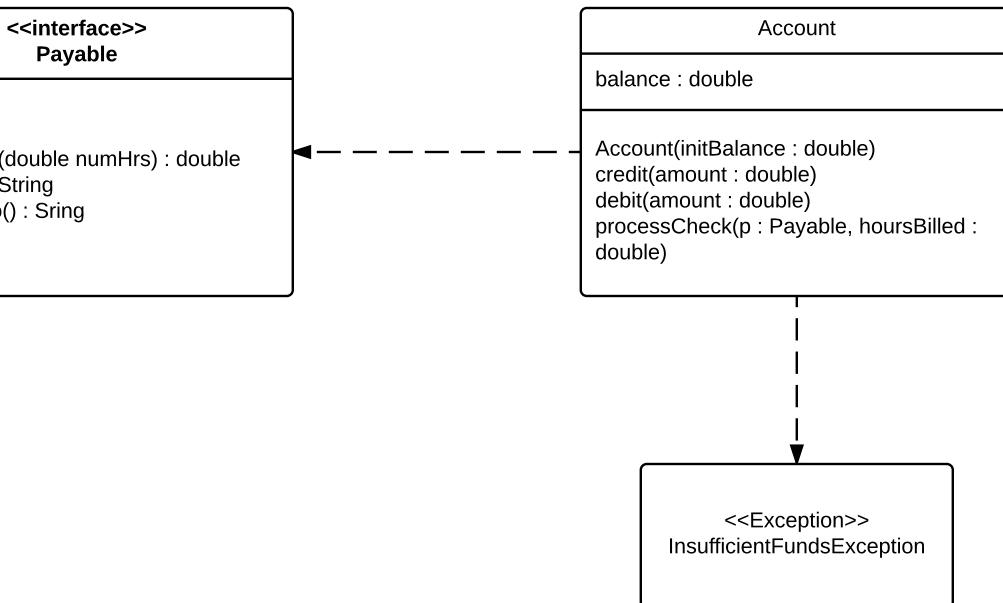 <<interface>>
Payable
(double numHrs) : double
String
() : Sring
Account
balance : double
Account(initBalance : double)
credit(amount : double)
debit(amount : double)
processCheck(p : Payable, hoursBilled :
double)
<<Exception>>
InsufficientFundsException